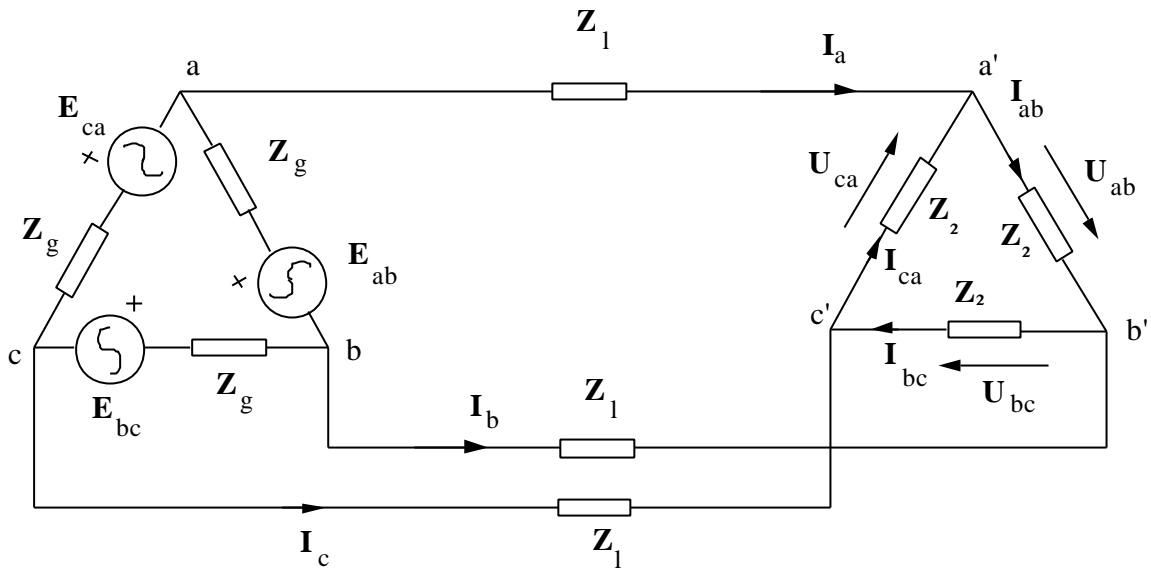 Z l
I a
a
a'
E ca
+
Z g
I ab
U ca
U ab
Z g
Z 2
Z 2
E ab
+
I ca
+
Z 2
c'
b'
c
b
Z g
I bc
E bc
U bc
I b
Z l
I c
Z l